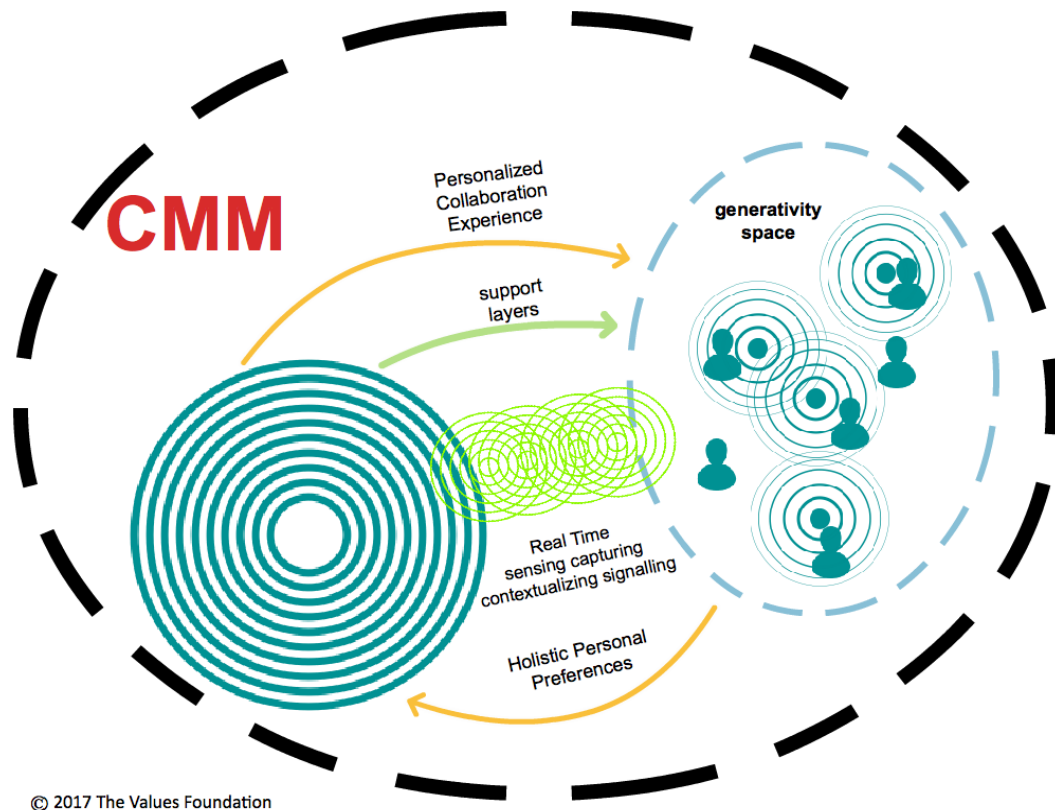 CMM
Personalized
Collaboration
Experience
support
layers
generativity
space
Real Time
sensing capturing
contextualizing signalling
Holistic Personal
Preferences
© 2017 The Values Foundation